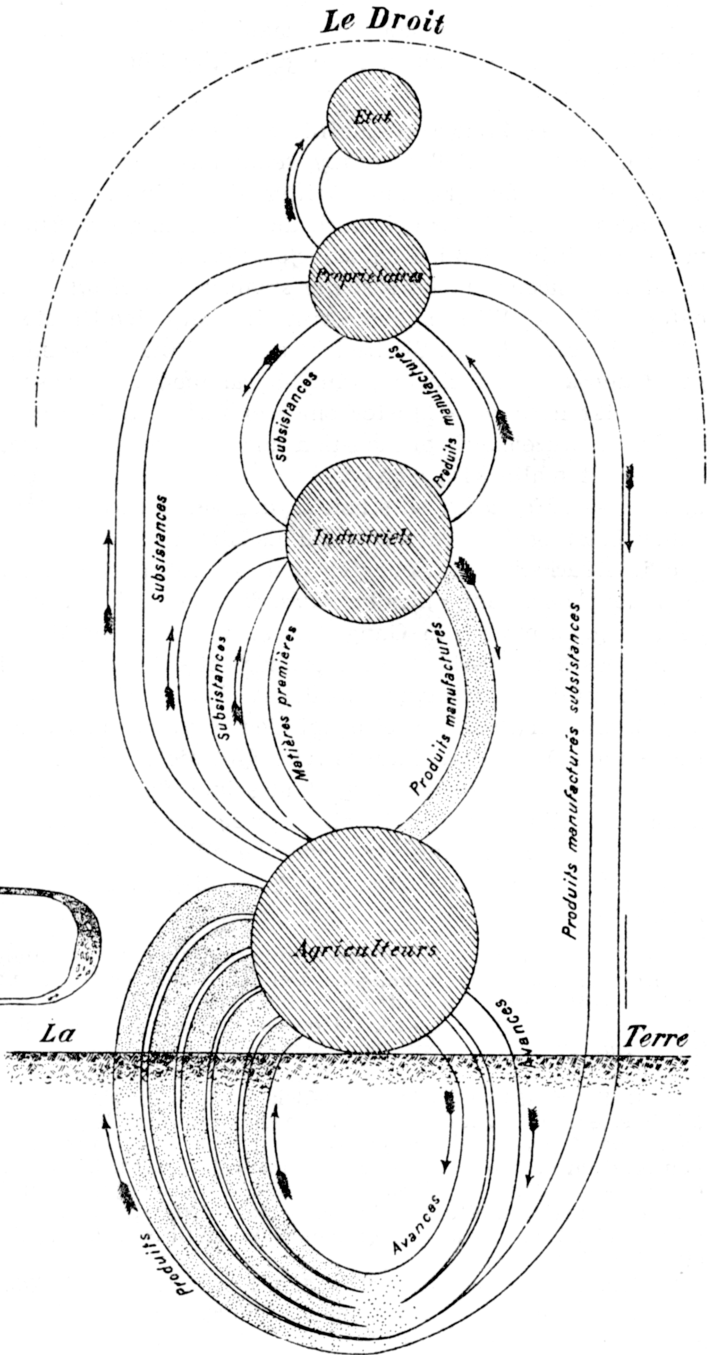 Le Droit
Etat
Propriétaires
Subsistances
Produits manufacturés
Industriels
Subsistances
Subsistances
Matières premières
Produits manufacturés
Produits manufacturés subsistances
Agriculteurs
Avances
La Terre
Avances
Produits